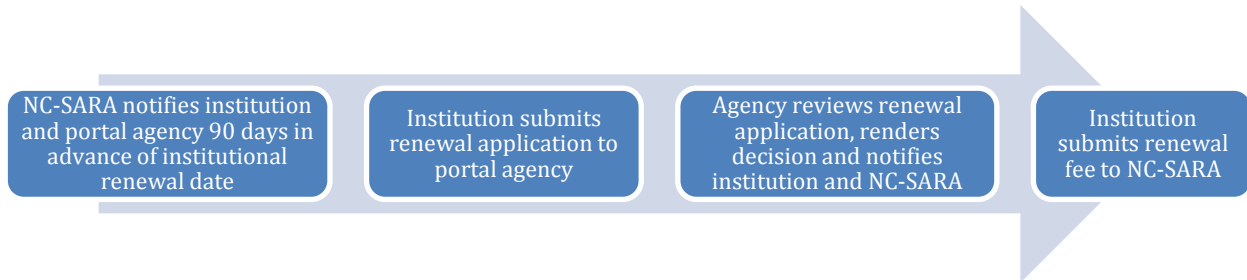 NC-SARA notifies institution
and portal agency 90 days in
advance of institutional
renewal date
Institution submits
renewal application to
portal agency
Agency reviews renewal
application, renders
decision and notifies
institution and NC-SARA
Institution
submits renewal
fee to NC-SARA